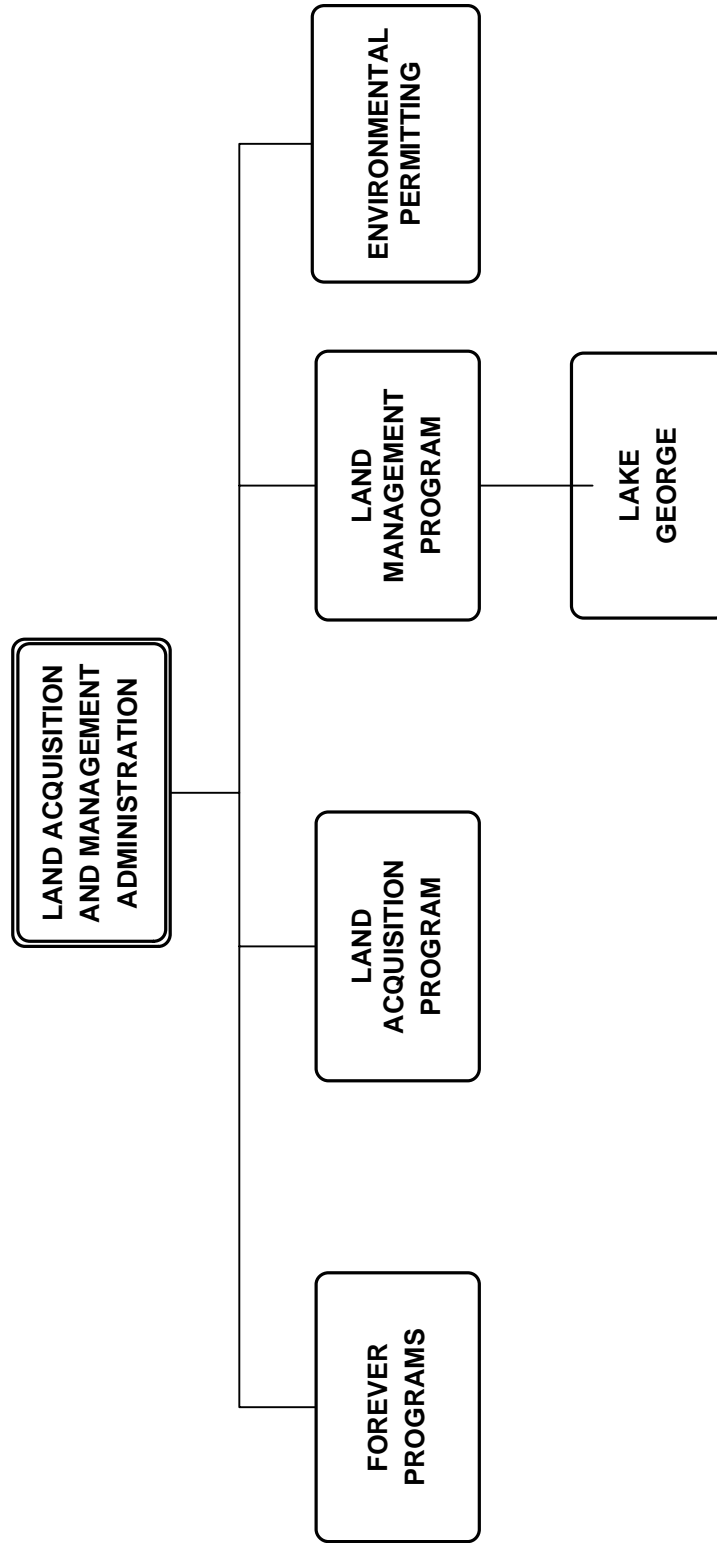 LAND ACQUISITION
AND MANAGEMENT
ADMINISTRATION
FOREVER
PROGRAMS
LAND
ACQUISITION
PROGRAM
LAND
MANAGEMENT
PROGRAM
ENVIRONMENTAL
PERMITTING
LAKE
GEORGE